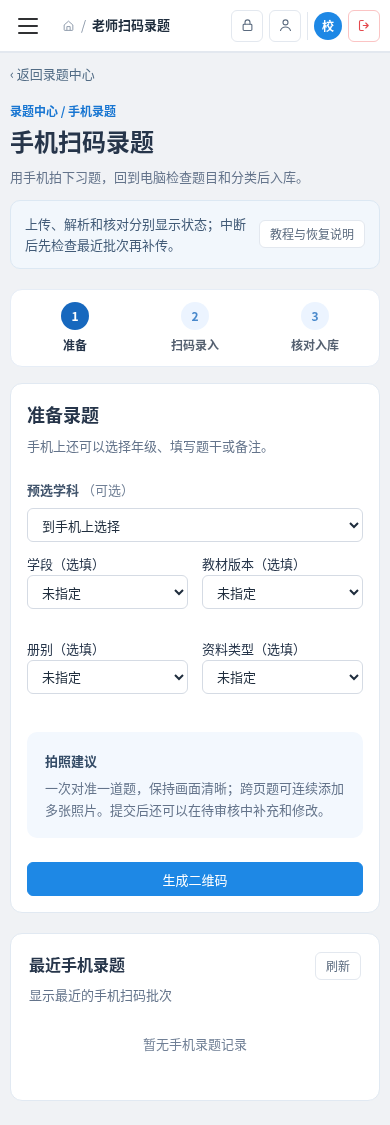 / 老师扫码录题
校
‹ 返回录题中心
录题中心 / 手机录题
手机扫码录题
用手机拍下习题，回到电脑检查题目和分类后入库。
上传、解析和核对分别显示状态；中断
后先检查最近批次再补传。
教程与恢复说明
1
准备
2
扫码录入
3
核对入库
准备录题
手机上还可以选择年级、填写题干或备注。
预选学科 （可选）
到手机上选择
学段（选填）
未指定
教材版本（选填）
未指定
册别（选填）
未指定
资料类型（选填）
未指定
拍照建议
一次对准一道题，保持画面清晰；跨页题可连续添加
多张照片。提交后还可以在待审核中补充和修改。
生成二维码
最近手机录题
刷新
显示最近的手机扫码批次
暂无手机录题记录